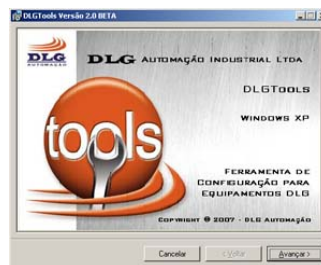 DLGTools Versão 2.0 BETA
DLG
AUTOMAÇÃO
DLG AUTOMAÇÃO INDUSTRIAL LTDA
DLGTOOLS
WINDOWS XP
tools
FERRAMENTA DE
CONFIGURAÇÃO PARA
EQUIPAMENTOS DLG
COPYRIGHT © 2007 - DLG AUTOMAÇÃO
Cancelar
< Voltar
Avançar >